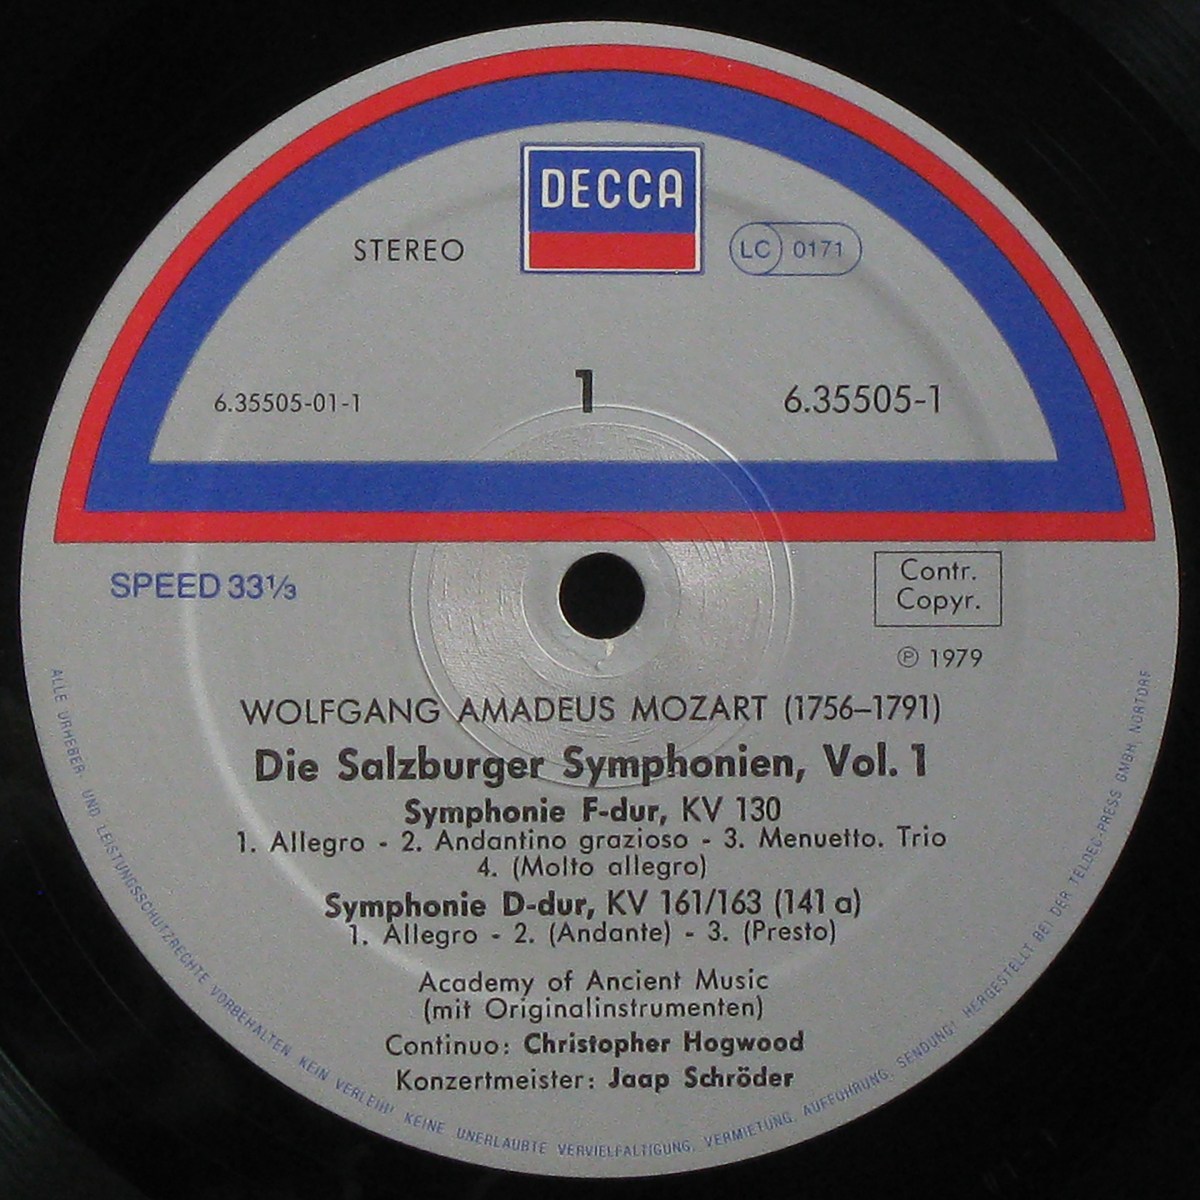 DECCA
STEREO
LC 0171
1
6.35505-01-1
6.35505-1
SPEED 33⅓
Contr.
Copyr.
℗ 1979
WOLFGANG AMADEUS MOZART (1756–1791)
Die Salzburger Symphonien, Vol. 1
Symphonie F-dur, KV 130
1. Allegro - 2. Andantino grazioso - 3. Menuetto. Trio
4. (Molto allegro)
Symphonie D-dur, KV 161/163 (141 a)
1. Allegro - 2. (Andante) - 3. (Presto)
Academy of Ancient Music
(mit Originalinstrumenten)
Continuo: Christopher Hogwood
Konzertmeister: Jaap Schröder
ALLE URHEBER- UND LEISTUNGSSCHUTZRECHTE VORBEHALTEN KEIN VERLEIH! KEINE UNERLAUBTE VERVIELFÄLTIGUNG, VERMIETUNG, AUFFÜHRUNG, SENDUNG! HERGESTELLT BEI DER TELDEC-PRESS GMBH, NORTORF